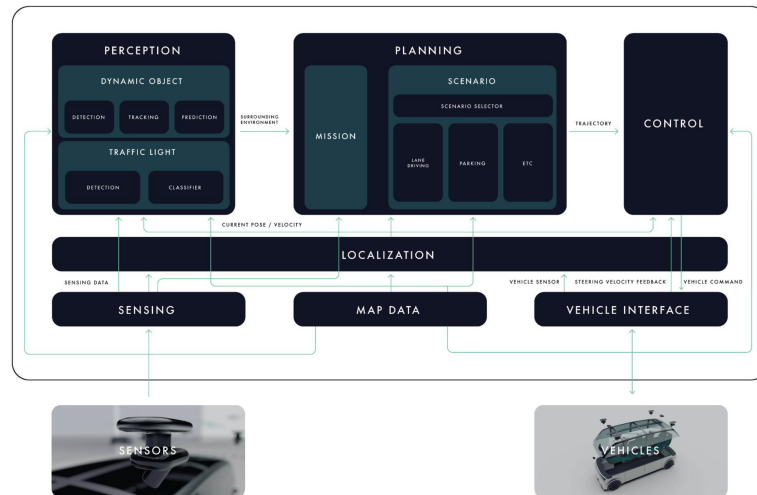 PERCEPTION
DYNAMIC OBJECT
DETECTION
TRACKING
PREDICTION
TRAFFIC LIGHT
DETECTION
CLASSIFIER
SURROUNDING
ENVIRONMENT
PLANNING
MISSION
SCENARIO
SCENARIO SELECTOR
LANE
DRIVING
PARKING
ETC
TRAJECTORY
CONTROL
CURRENT POSE / VELOCITY
LOCALIZATION
SENSING DATA
VEHICLE SENSOR
STEERING VELOCITY FEEDBACK
VEHICLE COMMAND
SENSING
MAP DATA
VEHICLE INTERFACE
SENSORS
VEHICLES